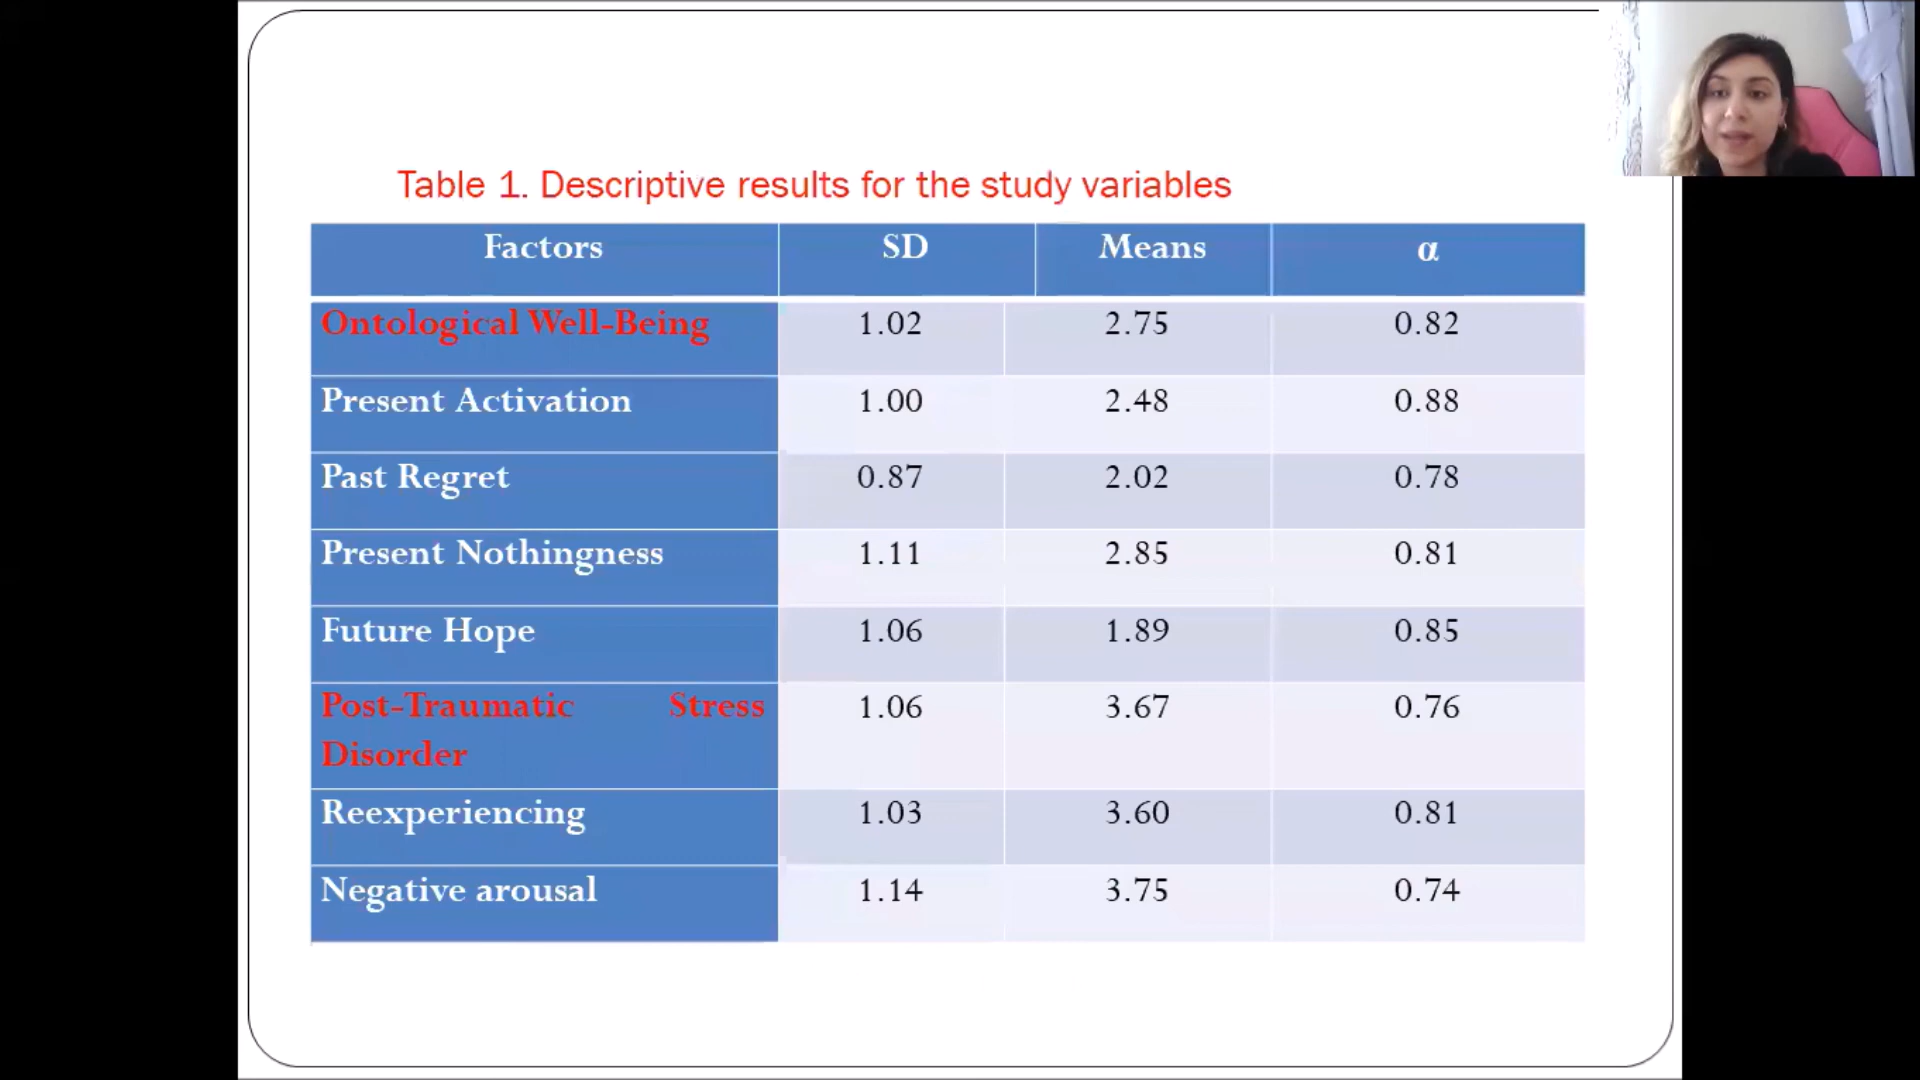 Table 1. Descriptive results for the study variables
Factors SD Means α
Ontological Well-Being 1.02 2.75 0.82
Present Activation 1.00 2.48 0.88
Past Regret 0.87 2.02 0.78
Present Nothingness 1.11 2.85 0.81
Future Hope 1.06 1.89 0.85
Post-Traumatic Stress 1.06 3.67 0.76
Disorder
Reexperiencing 1.03 3.60 0.81
Negative arousal 1.14 3.75 0.74